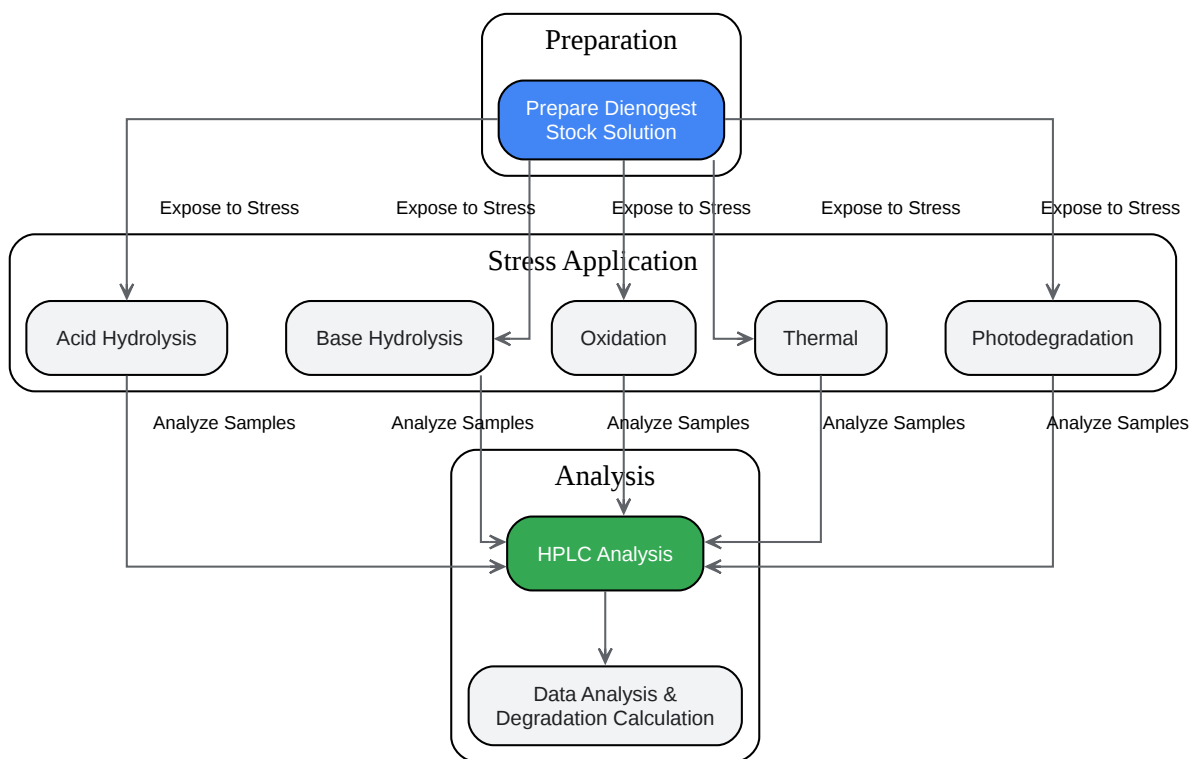 Preparation
Prepare Dienogest
Stock Solution
Expose to Stress
Expose to Stress
Expose to Stress
Expose to Stress
Expose to Stress
Stress Application
Acid Hydrolysis
Base Hydrolysis
Oxidation
Thermal
Photodegradation
Analyze Samples
Analyze Samples
Analyze Samples
Analyze Samples
Analyze Samples
Analysis
HPLC Analysis
Data Analysis &
Degradation Calculation